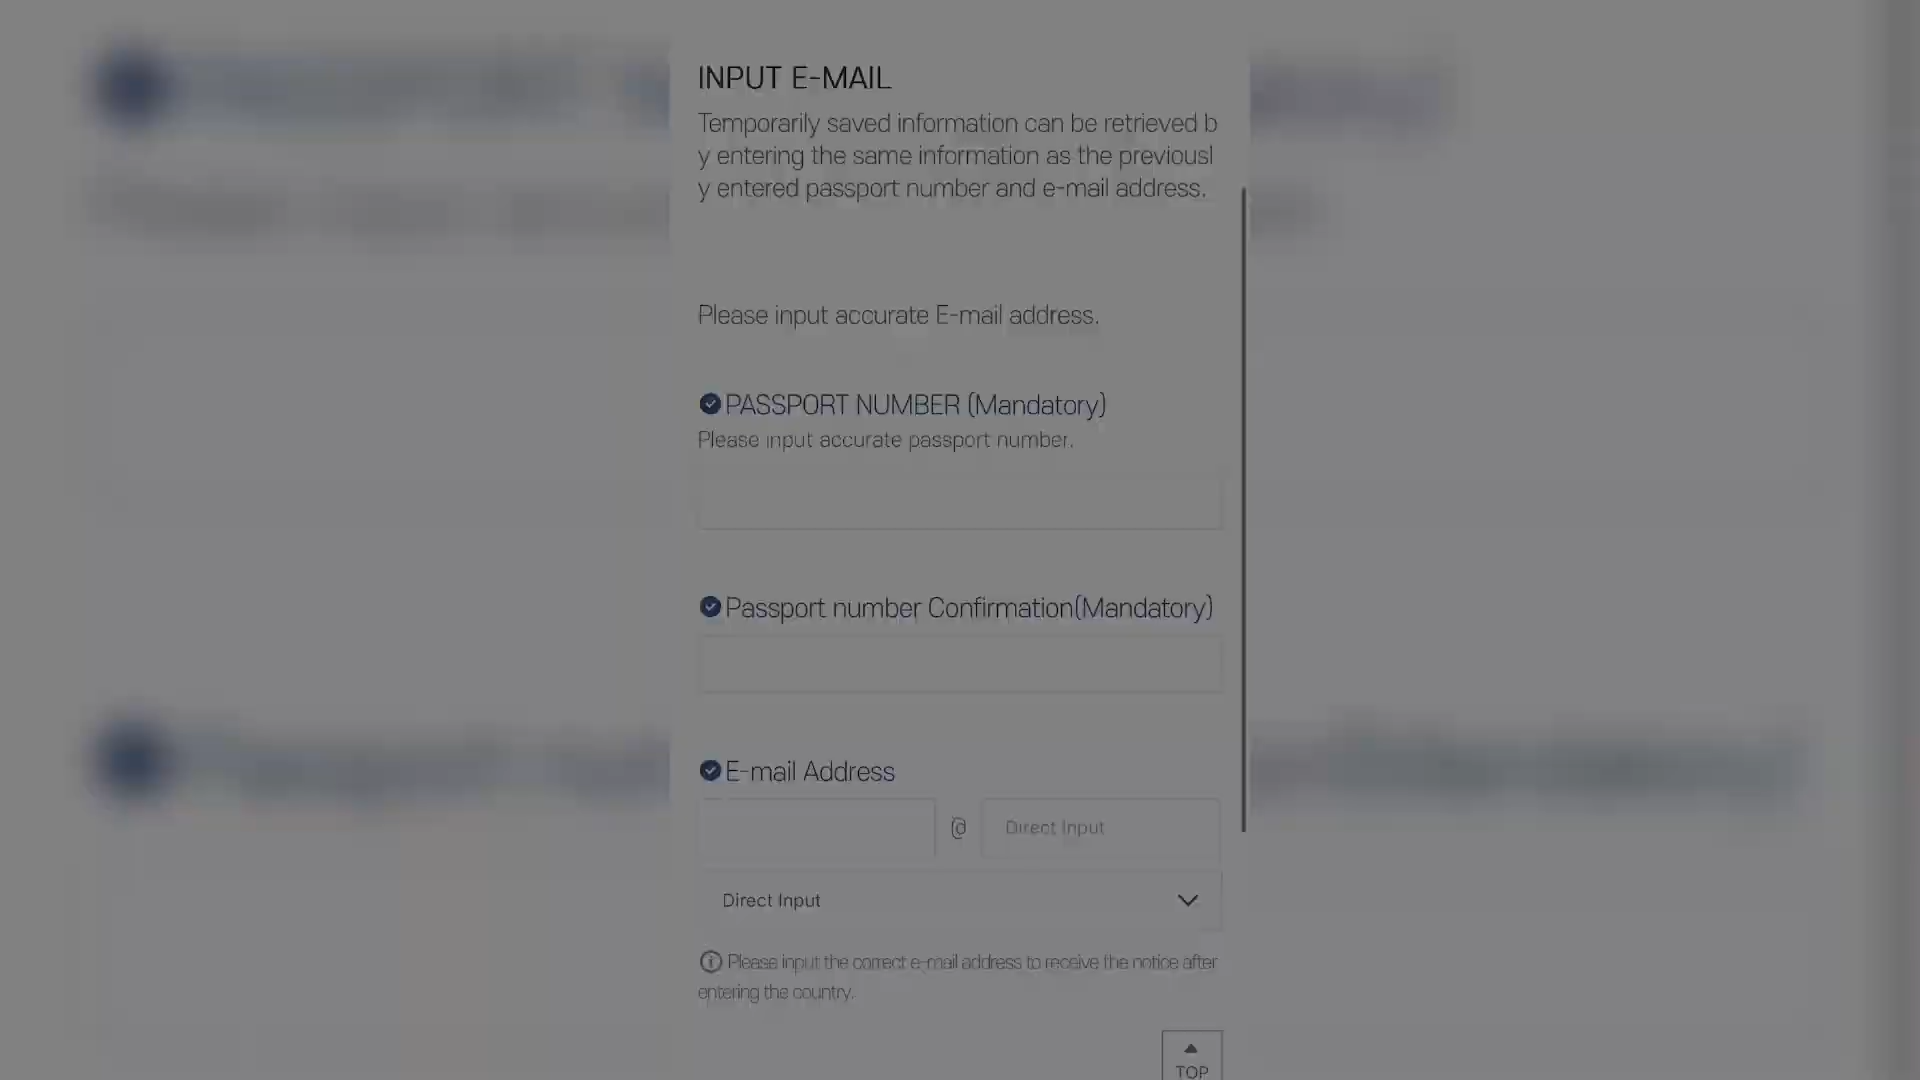 INPUT E-MAIL
Temporarily saved information can be retrieved b
y entering the same information as the previousl
y entered passport number and e-mail address.
Please input accurate E-mail address.
PASSPORT NUMBER (Mandatory)
Please input accurate passport number.
Passport number Confirmation(Mandatory)
E-mail Address
@ Direct Input
Direct Input
Please input the correct e-mail address to receive the notice after
entering the country.
TOP